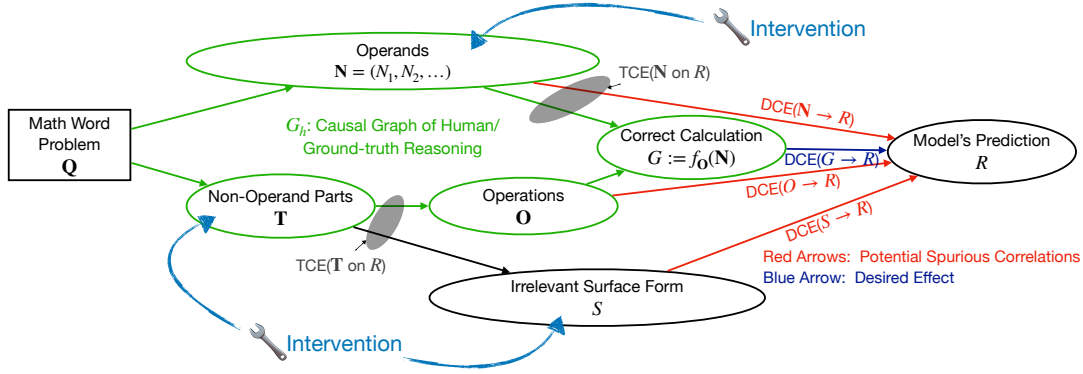 Intervention
Operands
N = (N₁, N₂, …)
TCE(N on R)
DCE(N → R)
Math Word
Problem
Q
G_h: Causal Graph of Human/
Ground-truth Reasoning
Correct Calculation
G := f_O(N)
DCE(G → R)
Model's Prediction
R
Non-Operand Parts
T
Operations
O
DCE(O → R)
DCE(S → R)
TCE(T on R)
Red Arrows: Potential Spurious Correlations
Blue Arrow: Desired Effect
Irrelevant Surface Form
S
Intervention